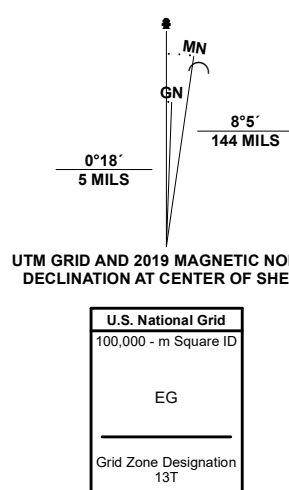 MN
GN
8°5´
144 MILS
0°18´
5 MILS
UTM GRID AND 2019 MAGNETIC NO
DECLINATION AT CENTER OF SHE
U.S. National Grid
100,000 - m Square ID
EG
Grid Zone Designation
13T